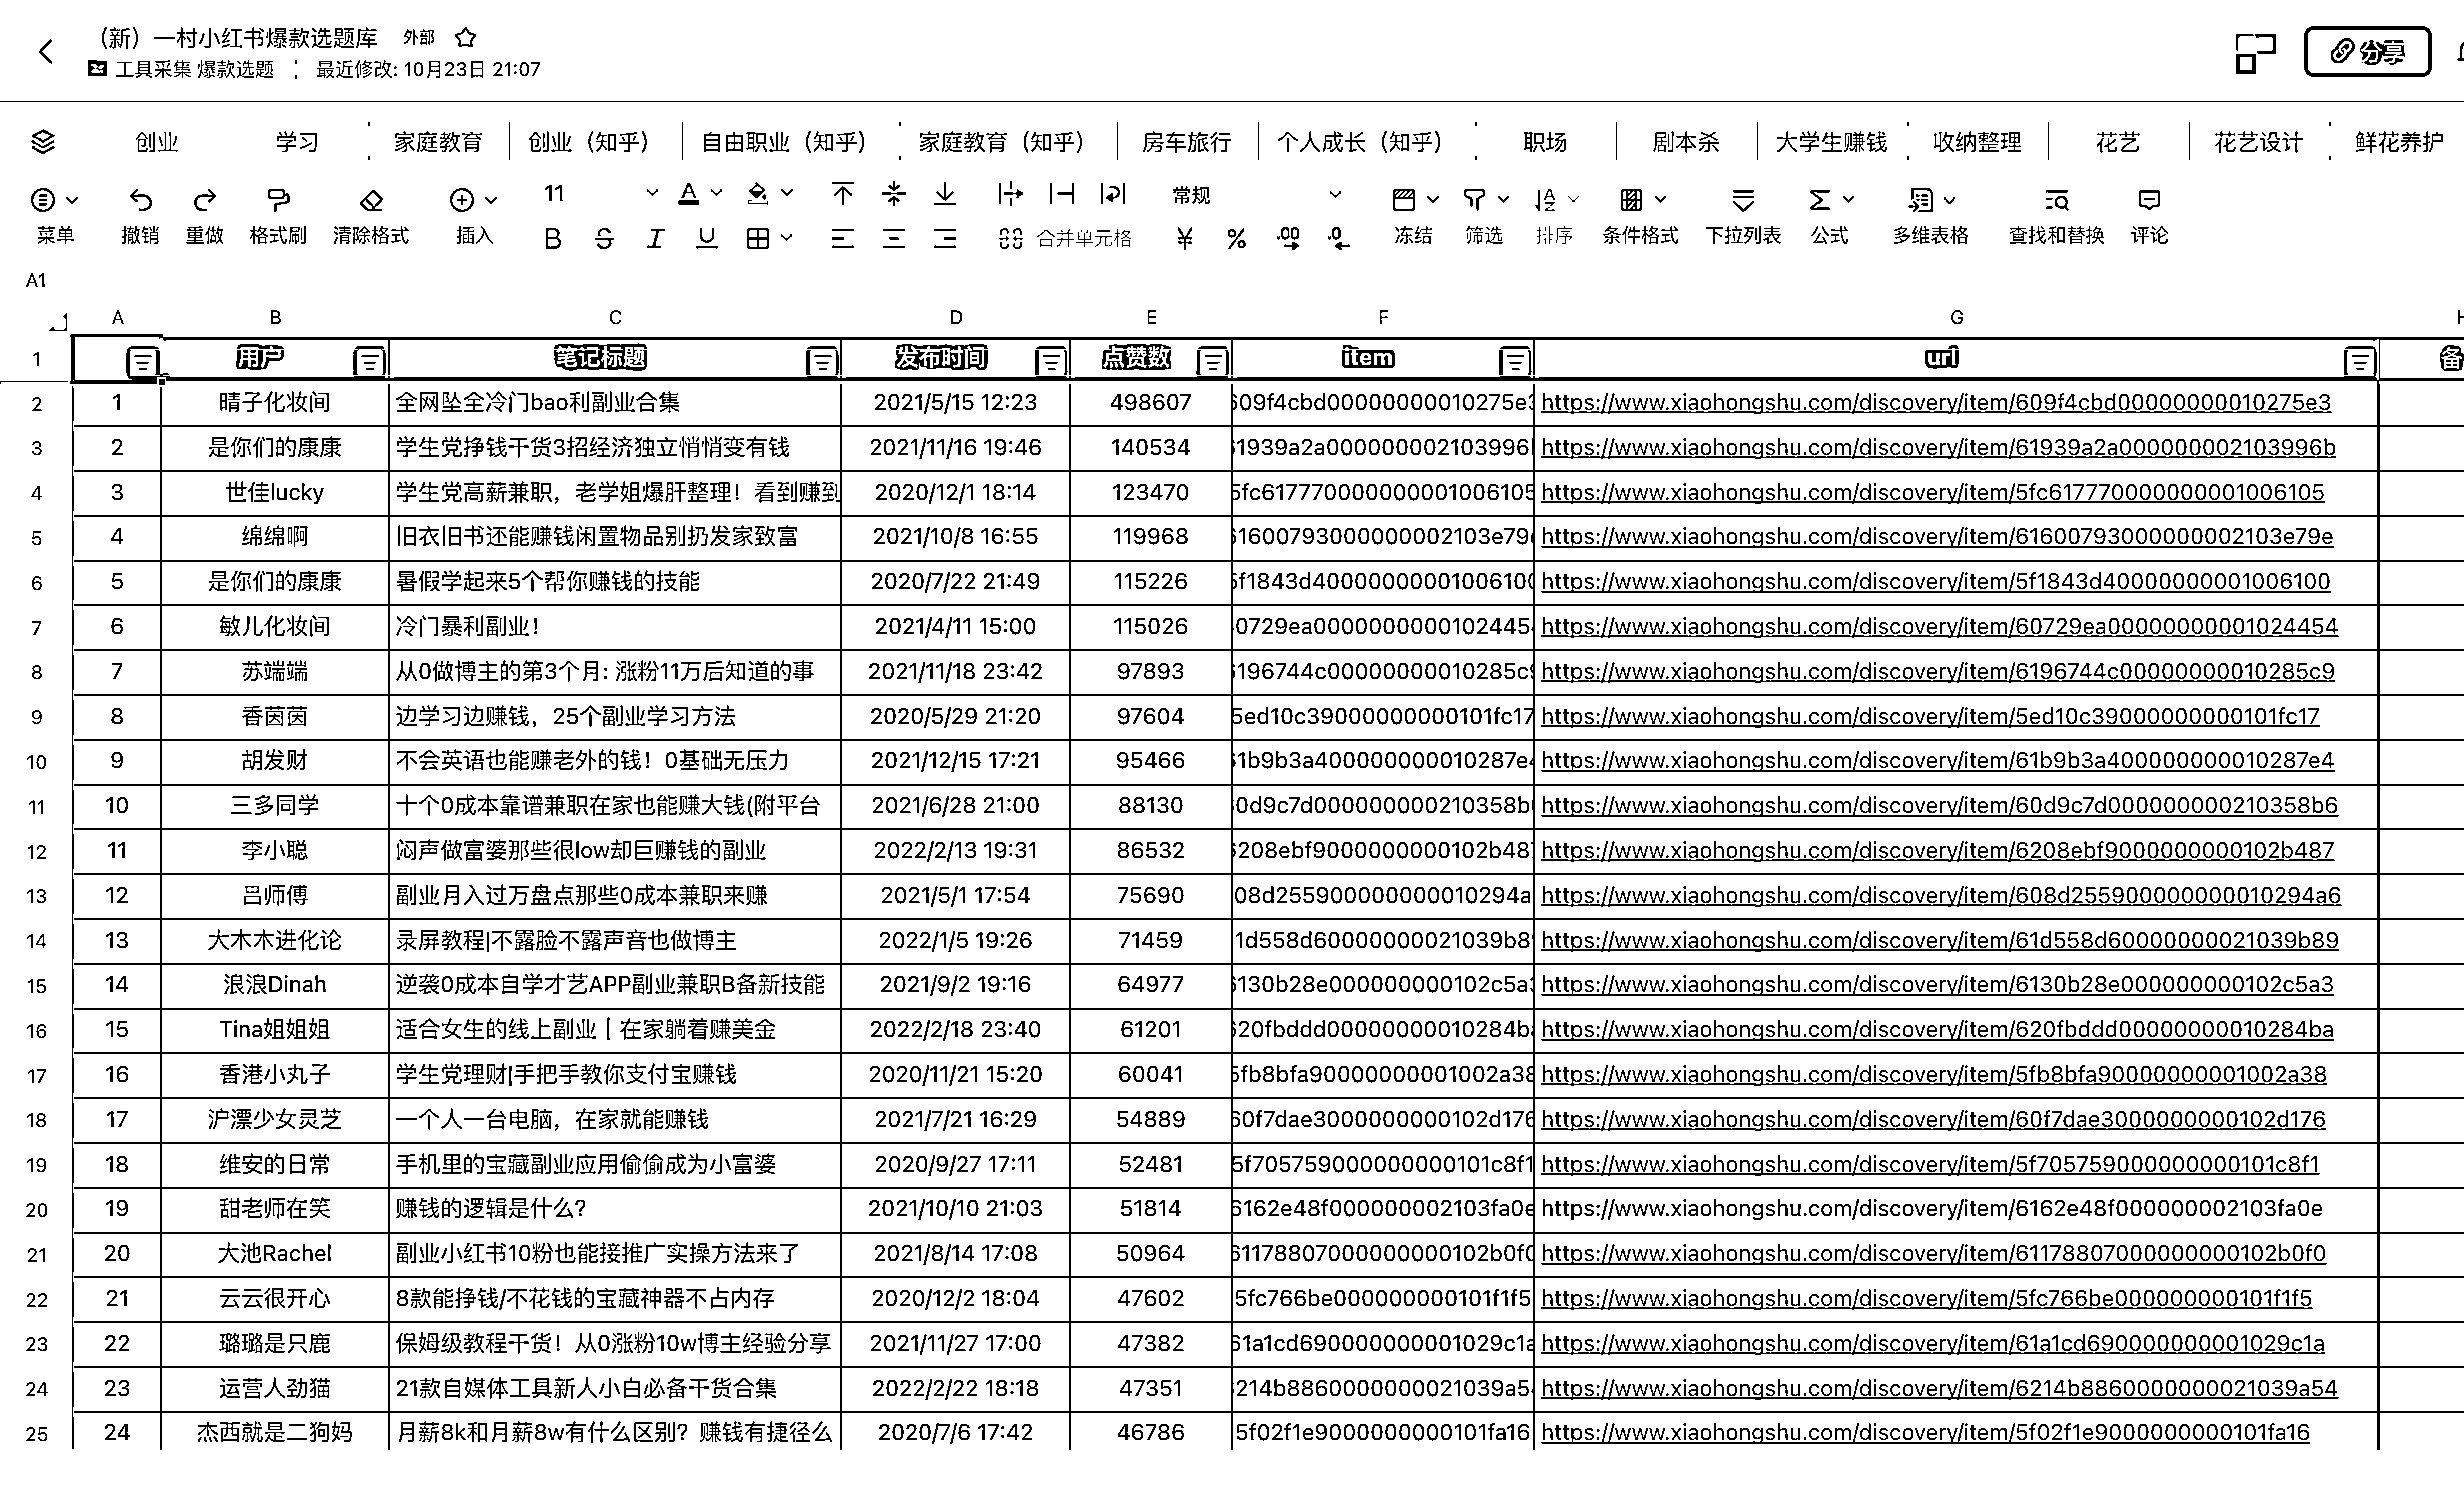 （新）一村小红书爆款选题库 外部
工具采集 爆款选题 最近修改: 10月23日 21:07
分享
创业 学习 家庭教育 创业（知乎） 自由职业（知乎） 家庭教育（知乎） 房车旅行 个人成长（知乎） 职场 剧本杀 大学生赚钱 收纳整理 花艺 花艺设计 鲜花养护
11 常规
菜单 撤销 重做 格式刷 清除格式 插入 B S I U 合并单元格 ¥ % .00 .0 冻结 筛选 排序 条件格式 下拉列表 公式 多维表格 查找和替换 评论
A1
A B C D E F G
1 用户 笔记标题 发布时间 点赞数 item url 备
2 1 晴子化妆间 全网坠全冷门bao利副业合集 2021/5/15 12:23 498607 609f4cbd00000000010275e3 https://www.xiaohongshu.com/discovery/item/609f4cbd00000000010275e3
3 2 是你们的康康 学生党挣钱干货3招经济独立悄悄变有钱 2021/11/16 19:46 140534 61939a2a000000002103996b https://www.xiaohongshu.com/discovery/item/61939a2a000000002103996b
4 3 世佳lucky 学生党高薪兼职，老学姐爆肝整理！看到赚到 2020/12/1 18:14 123470 5fc617770000000001006105 https://www.xiaohongshu.com/discovery/item/5fc617770000000001006105
5 4 绵绵啊 旧衣旧书还能赚钱闲置物品别扔发家致富 2021/10/8 16:55 119968 61600793000000002103e79e https://www.xiaohongshu.com/discovery/item/61600793000000002103e79e
6 5 是你们的康康 暑假学起来5个帮你赚钱的技能 2020/7/22 21:49 115226 5f1843d40000000001006100 https://www.xiaohongshu.com/discovery/item/5f1843d40000000001006100
7 6 敏儿化妆间 冷门暴利副业！ 2021/4/11 15:00 115026 60729ea00000000001024454 https://www.xiaohongshu.com/discovery/item/60729ea00000000001024454
8 7 苏端端 从0做博主的第3个月: 涨粉11万后知道的事 2021/11/18 23:42 97893 6196744c00000000010285c9 https://www.xiaohongshu.com/discovery/item/6196744c00000000010285c9
9 8 香茵茵 边学习边赚钱，25个副业学习方法 2020/5/29 21:20 97604 5ed10c39000000000101fc17 https://www.xiaohongshu.com/discovery/item/5ed10c39000000000101fc17
10 9 胡发财 不会英语也能赚老外的钱！0基础无压力 2021/12/15 17:21 95466 61b9b3a400000000010287e4 https://www.xiaohongshu.com/discovery/item/61b9b3a400000000010287e4
11 10 三多同学 十个0成本靠谱兼职在家也能赚大钱(附平台 2021/6/28 21:00 88130 60d9c7d000000000210358b6 https://www.xiaohongshu.com/discovery/item/60d9c7d000000000210358b6
12 11 李小聪 闷声做富婆那些很low却巨赚钱的副业 2022/2/13 19:31 86532 6208ebf9000000000102b487 https://www.xiaohongshu.com/discovery/item/6208ebf9000000000102b487
13 12 吕师傅 副业月入过万盘点那些0成本兼职来赚 2021/5/1 17:54 75690 08d2559000000000010294a https://www.xiaohongshu.com/discovery/item/608d255900000000010294a6
14 13 大木木进化论 录屏教程|不露脸不露声音也做博主 2022/1/5 19:26 71459 1d558d60000000021039b89 https://www.xiaohongshu.com/discovery/item/61d558d60000000021039b89
15 14 浪浪Dinah 逆袭0成本自学才艺APP副业兼职B备新技能 2021/9/2 19:16 64977 6130b28e000000000102c5a3 https://www.xiaohongshu.com/discovery/item/6130b28e000000000102c5a3
16 15 Tina姐姐姐 适合女生的线上副业｜在家躺着赚美金 2022/2/18 23:40 61201 620fbddd00000000010284ba https://www.xiaohongshu.com/discovery/item/620fbddd00000000010284ba
17 16 香港小丸子 学生党理财|手把手教你支付宝赚钱 2020/11/21 15:20 60041 5fb8bfa90000000001002a38 https://www.xiaohongshu.com/discovery/item/5fb8bfa90000000001002a38
18 17 沪漂少女灵芝 一个人一台电脑，在家就能赚钱 2021/7/21 16:29 54889 60f7dae3000000000102d176 https://www.xiaohongshu.com/discovery/item/60f7dae3000000000102d176
19 18 维安的日常 手机里的宝藏副业应用偷偷成为小富婆 2020/9/27 17:11 52481 5f705759000000000101c8f1 https://www.xiaohongshu.com/discovery/item/5f705759000000000101c8f1
20 19 甜老师在笑 赚钱的逻辑是什么？ 2021/10/10 21:03 51814 6162e48f000000002103fa0e https://www.xiaohongshu.com/discovery/item/6162e48f000000002103fa0e
21 20 大池Rachel 副业小红书10粉也能接推广实操方法来了 2021/8/14 17:08 50964 61178807000000000102b0f0 https://www.xiaohongshu.com/discovery/item/61178807000000000102b0f0
22 21 云云很开心 8款能挣钱/不花钱的宝藏神器不占内存 2020/12/2 18:04 47602 5fc766be000000000101f1f5 https://www.xiaohongshu.com/discovery/item/5fc766be000000000101f1f5
23 22 璐璐是只鹿 保姆级教程干货！从0涨粉10w博主经验分享 2021/11/27 17:00 47382 61a1cd690000000001029c1a https://www.xiaohongshu.com/discovery/item/61a1cd690000000001029c1a
24 23 运营人劲猫 21款自媒体工具新人小白必备干货合集 2022/2/22 18:18 47351 6214b8860000000021039a54 https://www.xiaohongshu.com/discovery/item/6214b8860000000021039a54
25 24 杰西就是二狗妈 月薪8k和月薪8w有什么区别？赚钱有捷径么 2020/7/6 17:42 46786 5f02f1e9000000000101fa16 https://www.xiaohongshu.com/discovery/item/5f02f1e9000000000101fa16